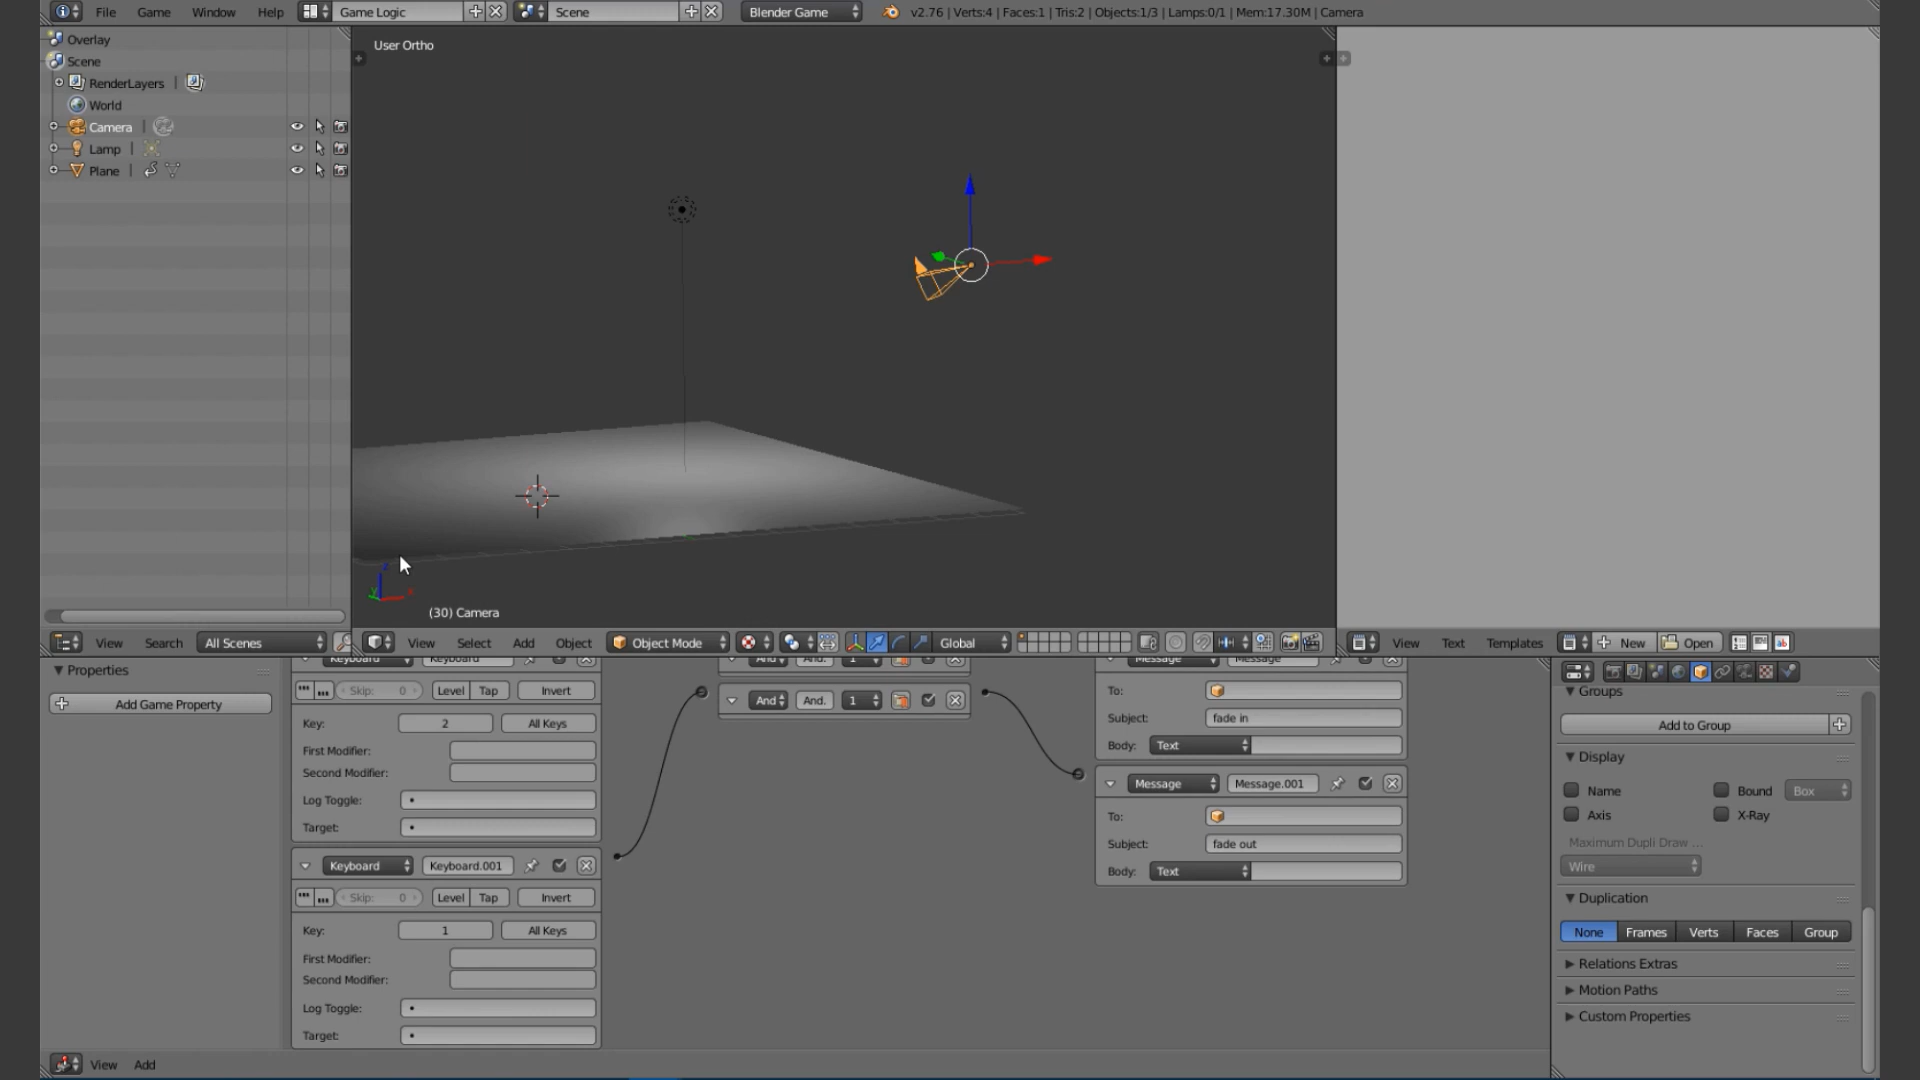 File Game Window Help Game Logic Scene Blender Game v2.76 | Verts:4 | Faces:1 | Tris:2 | Objects:1/3 | Lamps:0/1 | Mem:17.30M | Camera
Overlay
Scene
RenderLayers |
World
Camera |
Lamp |
Plane |
User Ortho
(30) Camera
View Search All Scenes
View Select Add Object Object Mode Global
View Text Templates New Open
Properties
Add Game Property
Keyboard Keyboard
Skip: 0 Level Tap Invert
Key: 2 All Keys
First Modifier:
Second Modifier:
Log Toggle:
Target:
Keyboard Keyboard.001
Skip: 0 Level Tap Invert
Key: 1 All Keys
First Modifier:
Second Modifier:
Log Toggle:
Target:
And And. 1
And And. 1
Message Message
To:
Subject: fade in
Body: Text
Message Message.001
To:
Subject: fade out
Body: Text
Groups
Add to Group
Display
Name Bound Box
Axis X-Ray
Maximum Dupli Draw ...
Wire
Duplication
None Frames Verts Faces Group
Relations Extras
Motion Paths
Custom Properties
View Add